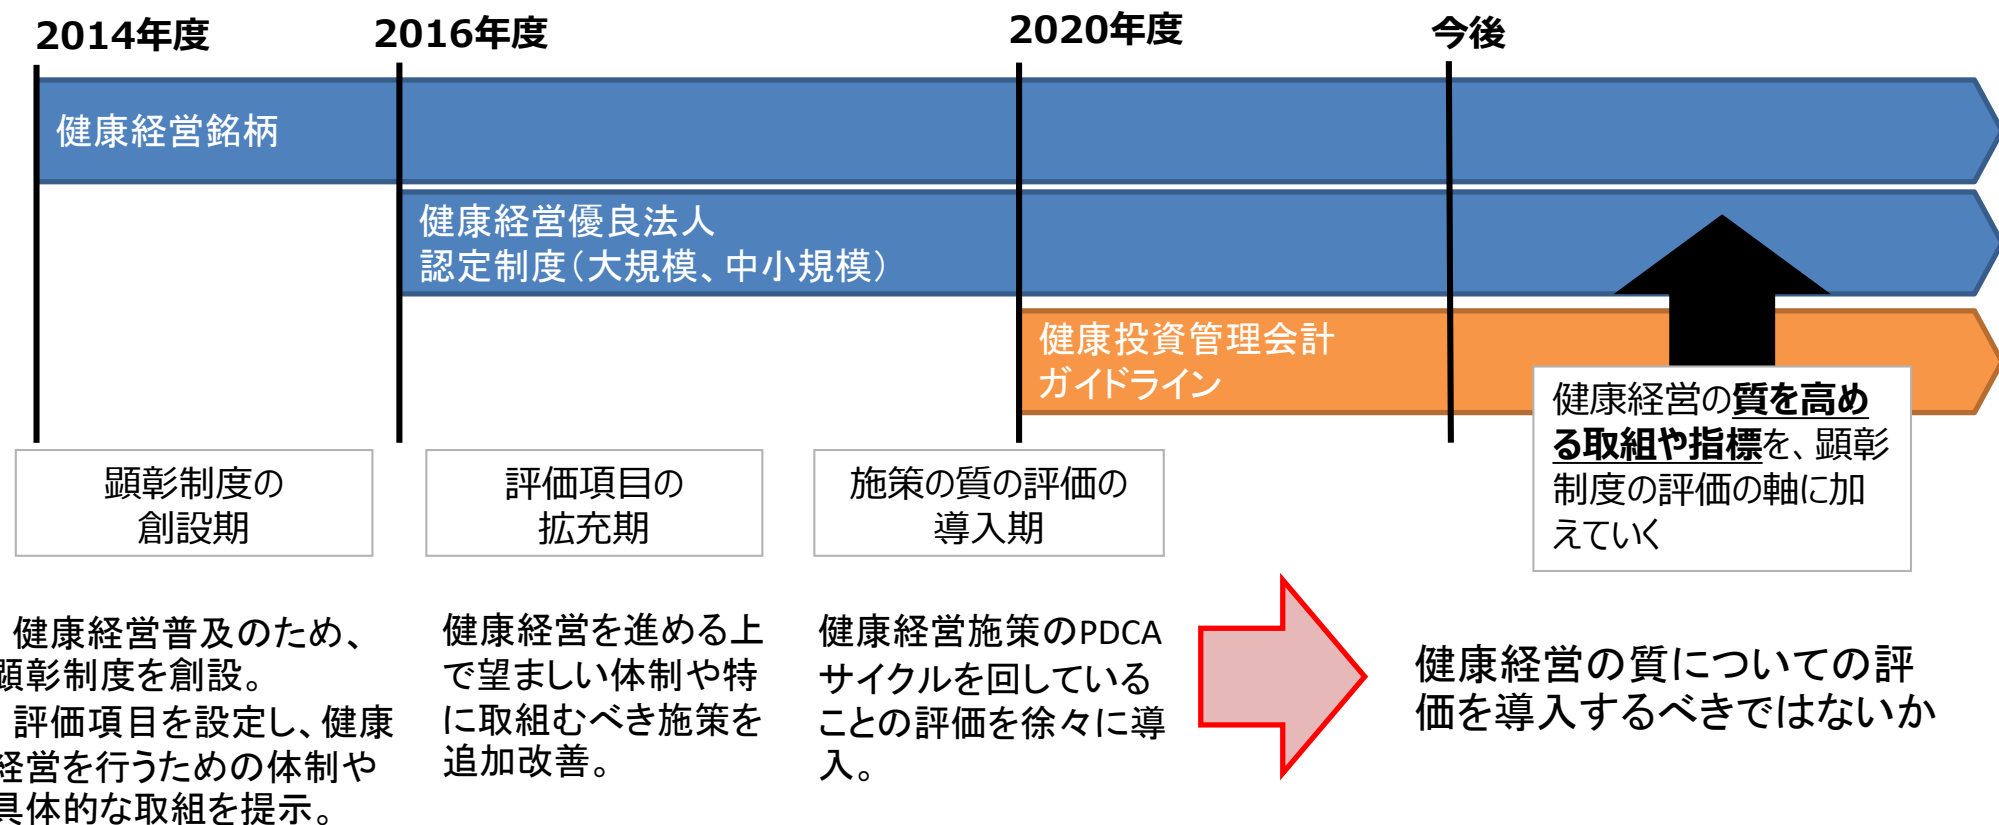 2014年度
2016年度
2020年度
今後
健康経営銘柄
健康経営優良法人
認定制度（大規模、中小規模）
健康投資管理会計
ガイドライン
健康経営の質を高め
る取組や指標を、顕彰
制度の評価の軸に加
えていく
顕彰制度の
創設期
評価項目の
拡充期
施策の質の評価の
導入期
健康経営普及のため、
顕彰制度を創設。
評価項目を設定し、健康
経営を行うための体制や
具体的な取組を提示。
健康経営を進める上
で望ましい体制や特
に取組むべき施策を
追加改善。
健康経営施策のPDCA
サイクルを回している
ことの評価を徐々に導
入。
健康経営の質についての評
価を導入するべきではないか